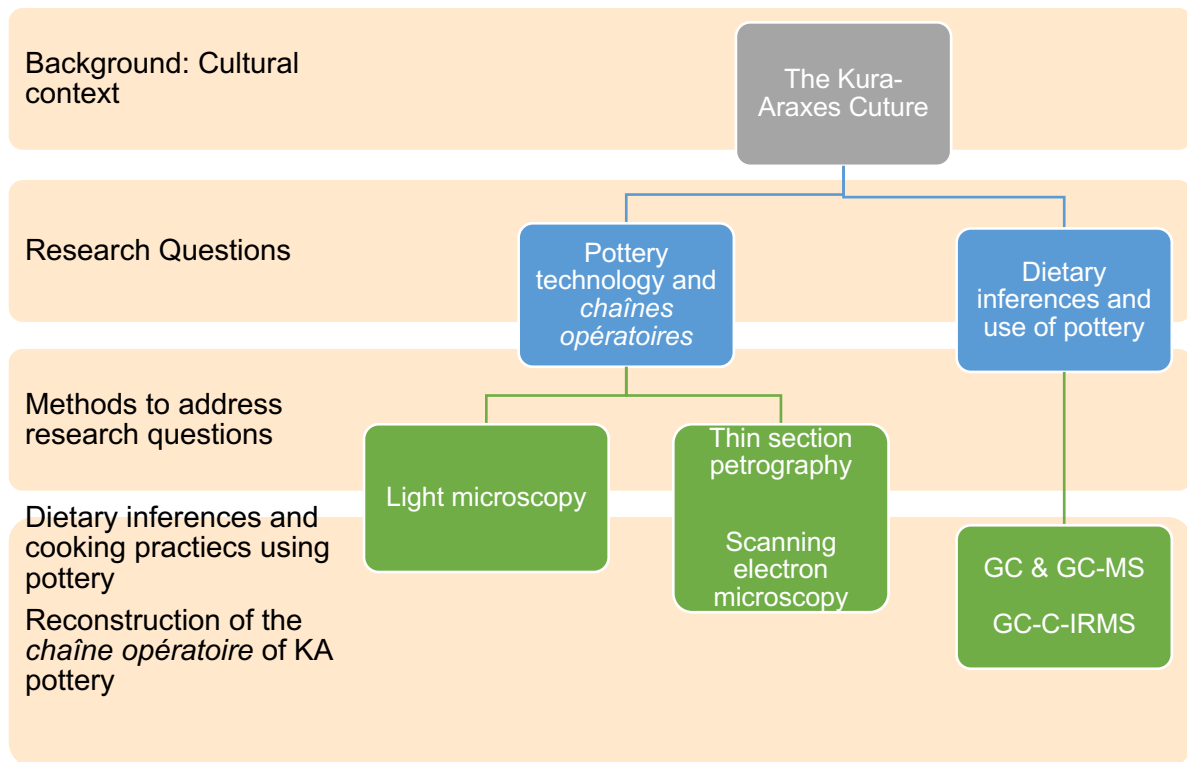 Background: Cultural
context
The Kura-
Araxes Cuture
Research Questions
Pottery
technology and
chaînes
opératoires
Dietary
inferences and
use of pottery
Methods to address
research questions
Light microscopy
Thin section
petrography
Scanning
electron
microscopy
GC & GC-MS
GC-C-IRMS
Dietary inferences and
cooking practiecs using
pottery
Reconstruction of the
chaîne opératoire of KA
pottery